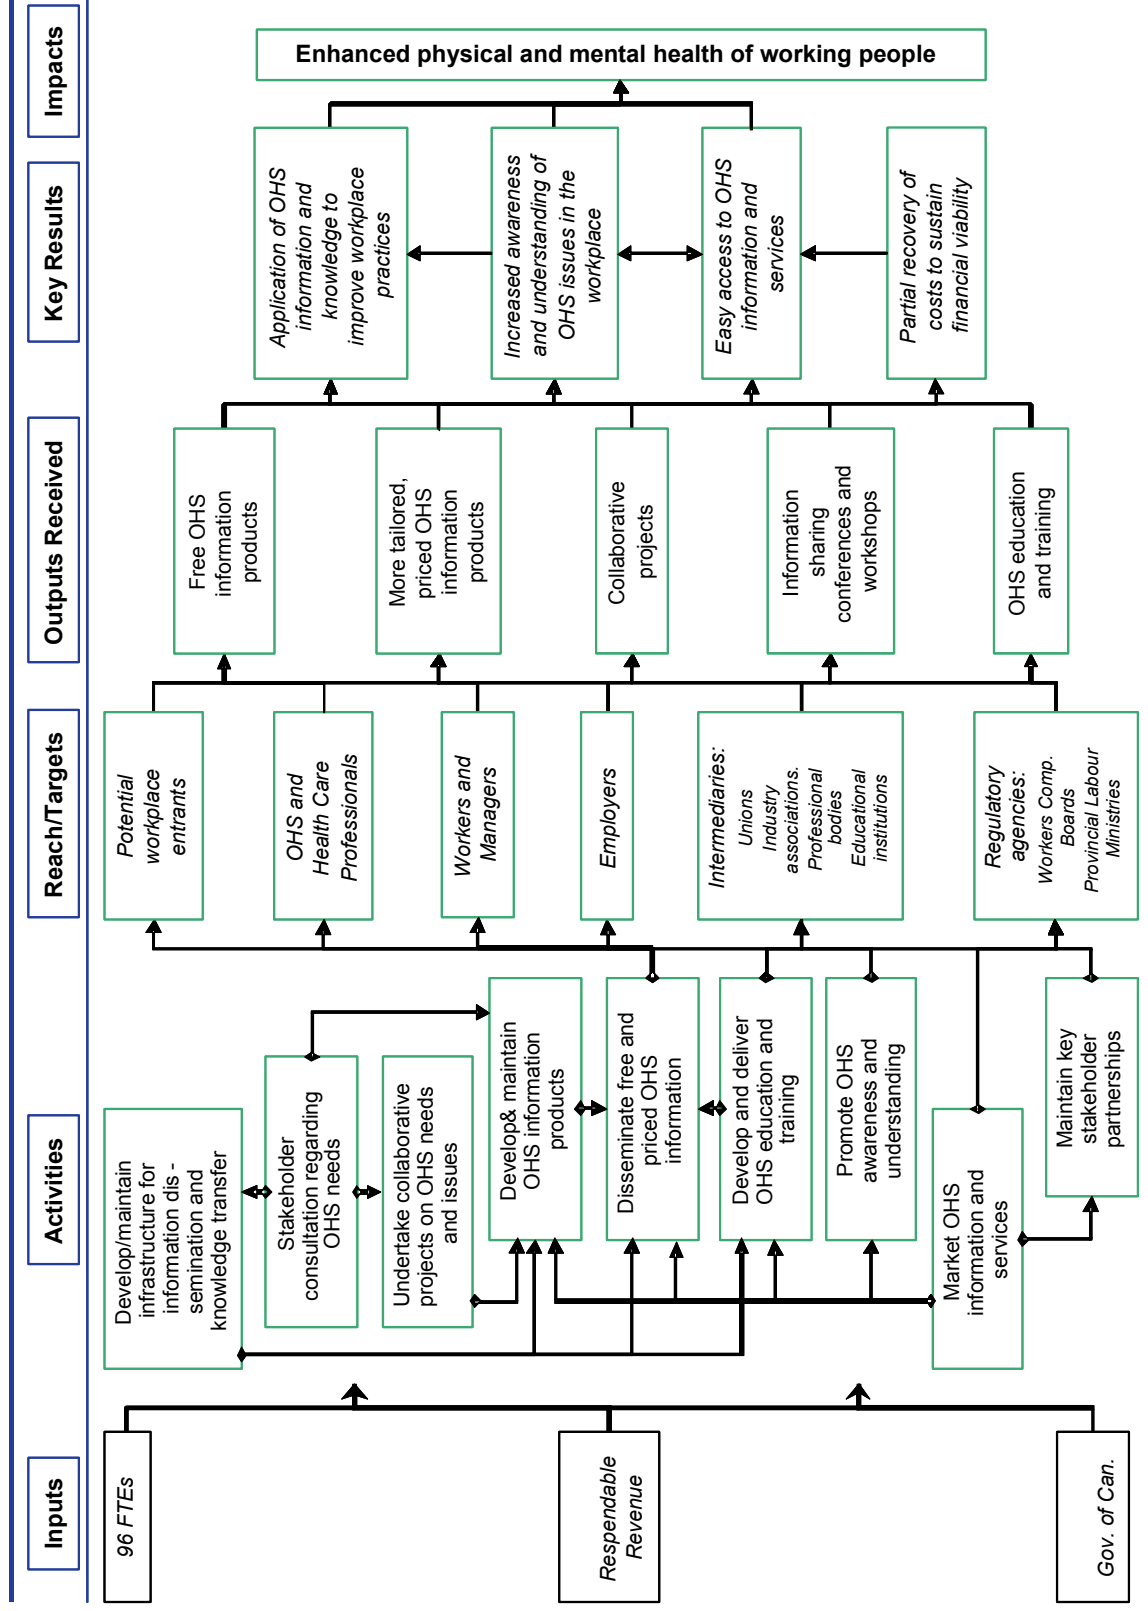 Inputs
Activities
Reach/Targets
Outputs Received
Key Results
Impacts
96 FTEs
Respendable
Revenue
Gov. of Can.
Develop/maintain
infrastructure for
information dis -
semination and
knowledge transfer
Stakeholder
consultation regarding
OHS needs
Undertake collaborative
projects on OHS needs
and issues
Develop& maintain
OHS information
products
Disseminate free and
priced OHS
information
Develop and deliver
OHS education and
training
Promote OHS
awareness and
understanding
Market OHS
information and
services
Maintain key
stakeholder
partnerships
Potential
workplace
entrants
OHS and
Health Care
Professionals
Workers and
Managers
Employers
Intermediaries:
Unions
Industry
associations.
Professional
bodies
Educational
institutions
Regulatory
agencies:
Workers Comp.
Boards
Provincial Labour
Ministries
Free OHS
information
products
More tailored,
priced OHS
information
products
Collaborative
projects
Information
sharing
conferences and
workshops
OHS education
and training
Application of OHS
information and
knowledge to
improve workplace
practices
Increased awareness
and understanding of
OHS issues in the
workplace
Easy access to OHS
information and
services
Partial recovery of
costs to sustain
financial viability
Enhanced physical and mental health of working people